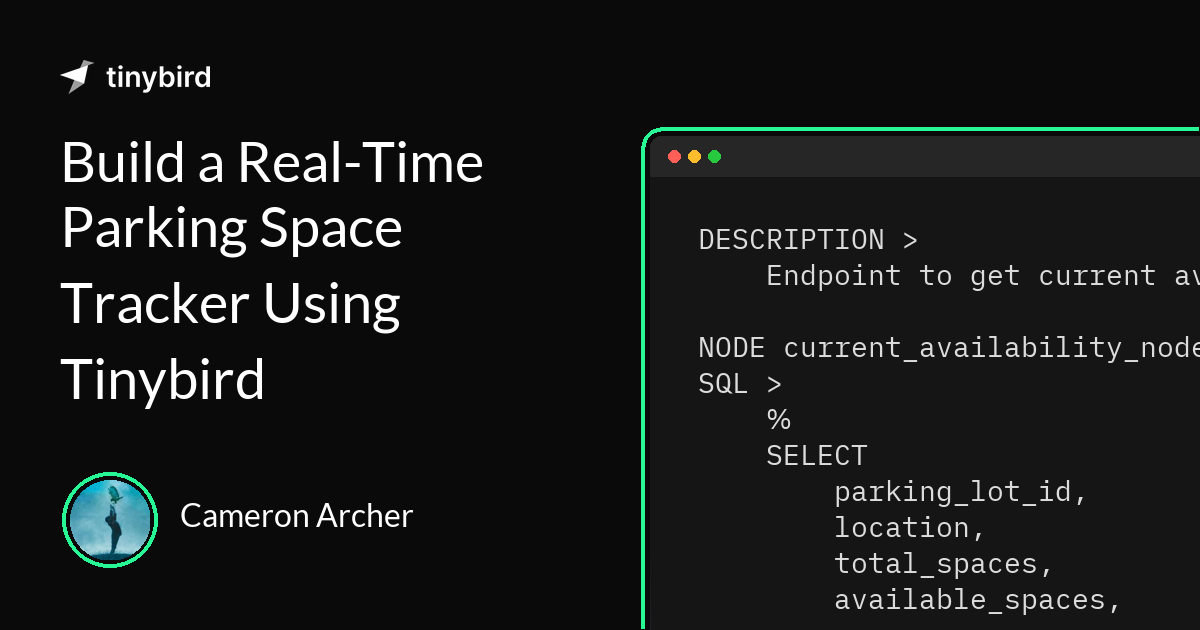 tinybird
Build a Real-Time
Parking Space
Tracker Using
Tinybird
Cameron Archer
DESCRIPTION >
Endpoint to get current
NODE current_availability_node
SQL >
%
SELECT
parking_lot_id,
location,
total_spaces,
available_spaces,